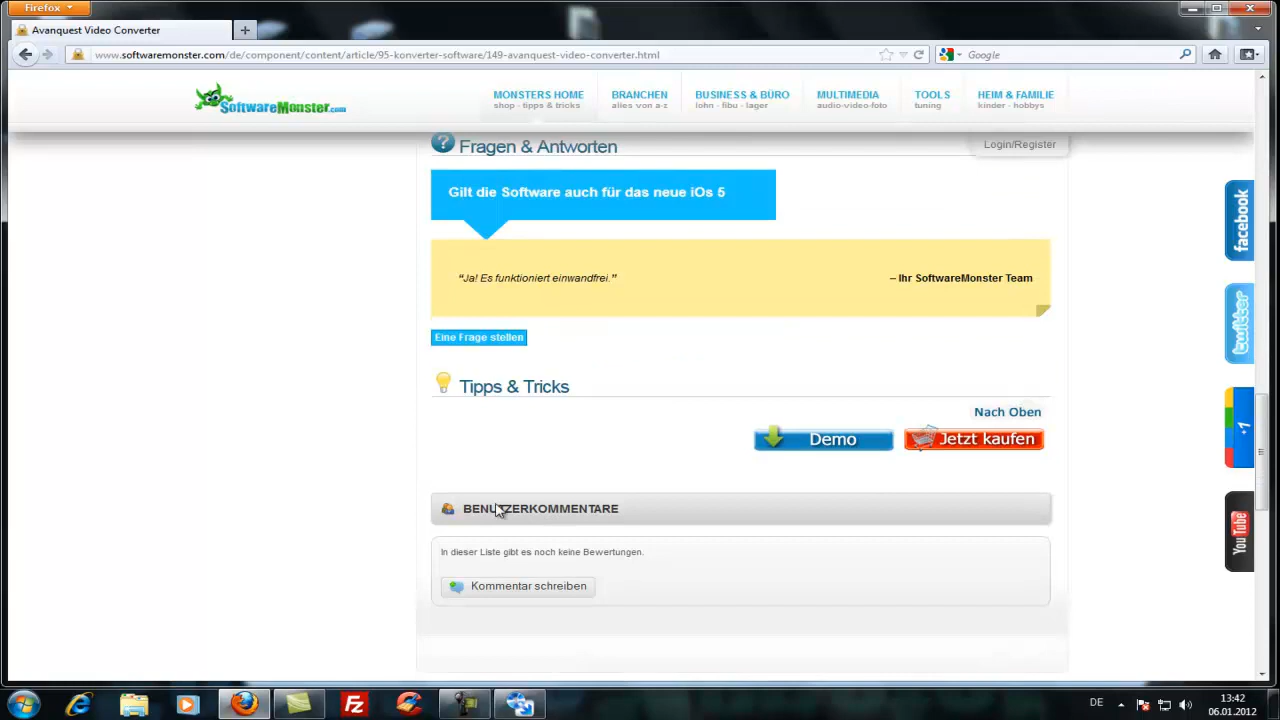 Firefox
Avanquest Video Converter
www.softwaremonster.com/de/component/content/article/95-konverter-software/149-avanquest-video-converter.html
Google
SoftwareMonster.com
MONSTERS HOME
shop - tipps & tricks
BRANCHEN
alles von a-z
BUSINESS & BÜRO
lohn - fibu - lager
MULTIMEDIA
audio-video-foto
TOOLS
tuning
HEIM & FAMILIE
kinder - hobbys
Login/Register
Fragen & Antworten
Gilt die Software auch für das neue iOs 5
“Ja! Es funktioniert einwandfrei.”
– Ihr SoftwareMonster Team
Eine Frage stellen
Tipps & Tricks
Nach Oben
Demo
Jetzt kaufen
BENUTZERKOMMENTARE
In dieser Liste gibt es noch keine Bewertungen.
Kommentar schreiben
facebook
twitter
+1
YouTube
DE
13:42
06.01.2012